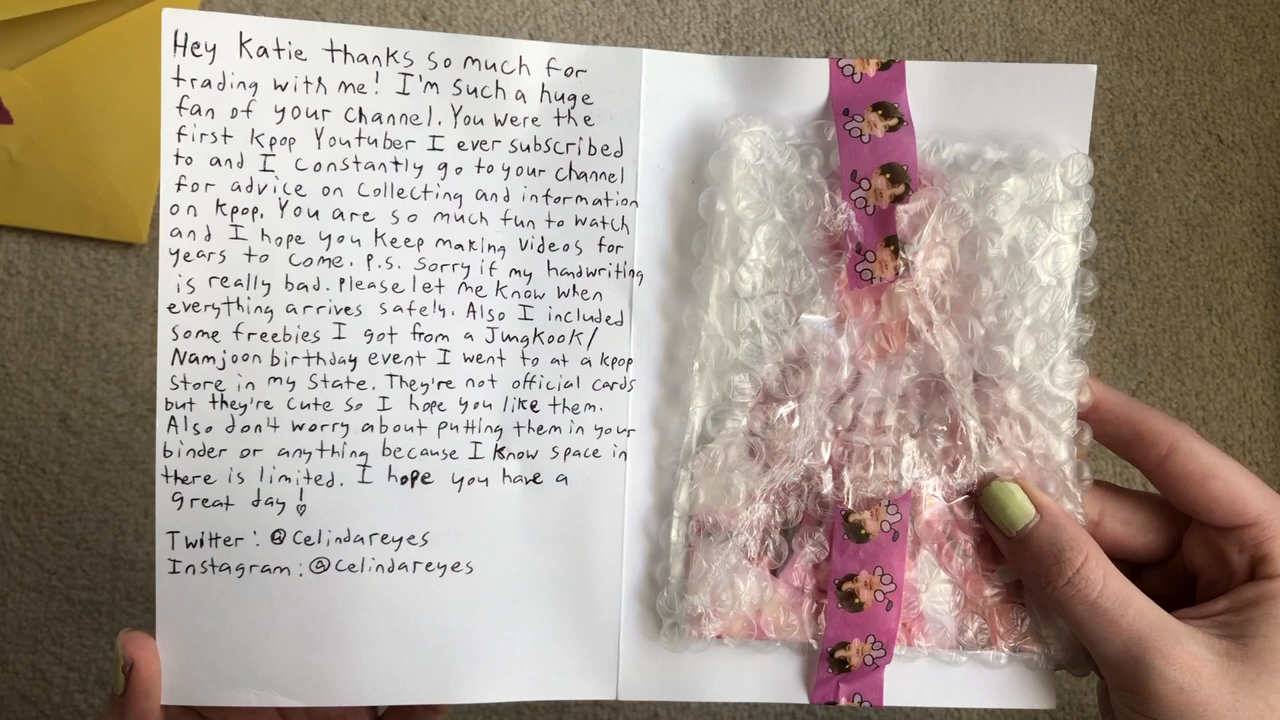 Hey Katie thanks so much for
trading with me! I'm such a huge
fan of your channel. You were the
first Kpop Youtuber I ever subscribed
to and I constantly go to your channel
for advice on collecting and information
on Kpop. You are so much fun to watch
and I hope you keep making videos for
years to come. P.S. Sorry if my handwriting
is really bad. Please let me know when
everything arrives safely. Also I included
some freebies I got from a Jungkook/
Namjoon birthday event I went to at a kpop
store in my State. They're not official cards
but they're cute so I hope you like them.
Also don't worry about putting them in your
binder or anything because I know space in
there is limited. I hope you have a
great day!
Twitter: @Celindareyes
Instagram: @celindareyes